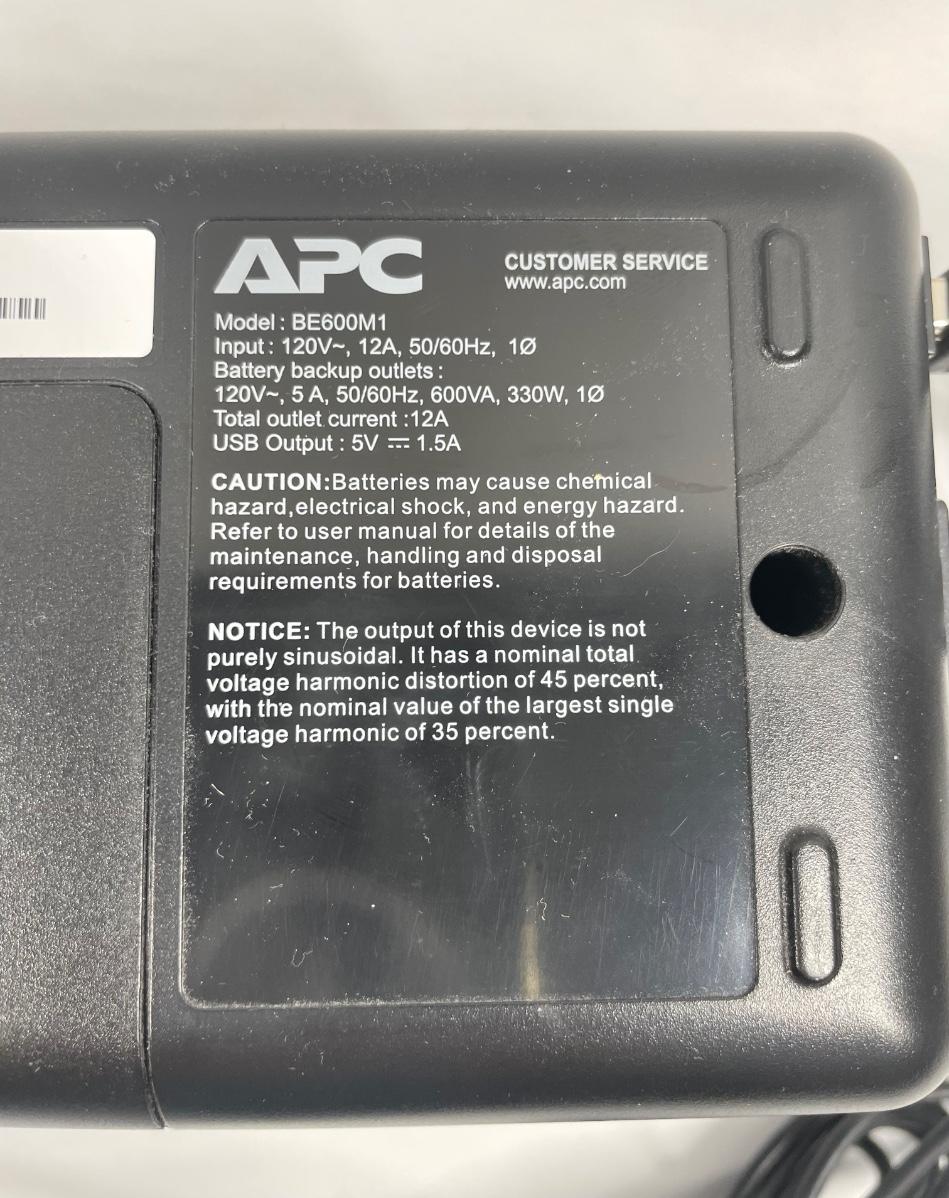 APC
CUSTOMER SERVICE
www.apc.com
Model : BE600M1
Input : 120V~, 12A, 50/60Hz, 1Ø
Battery backup outlets :
120V~, 5 A, 50/60Hz, 600VA, 330W, 1Ø
Total outlet current :12A
USB Output : 5V ⎓ 1.5A
CAUTION:Batteries may cause chemical
hazard,electrical shock, and energy hazard.
Refer to user manual for details of the
maintenance, handling and disposal
requirements for batteries.
NOTICE: The output of this device is not
purely sinusoidal. It has a nominal total
voltage harmonic distortion of 45 percent,
with the nominal value of the largest single
voltage harmonic of 35 percent.